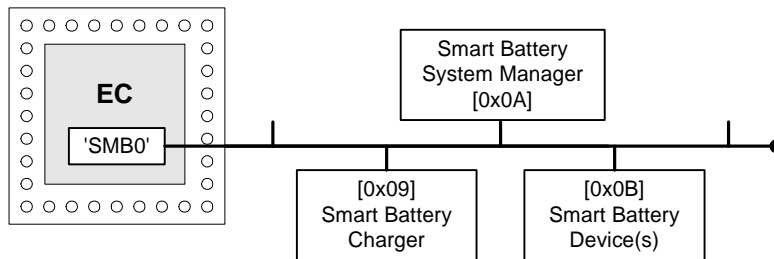 EC
'SMB0'
Smart Battery
System Manager
[0x0A]
[0x09]
Smart Battery
Charger
[0x0B]
Smart Battery
Device(s)